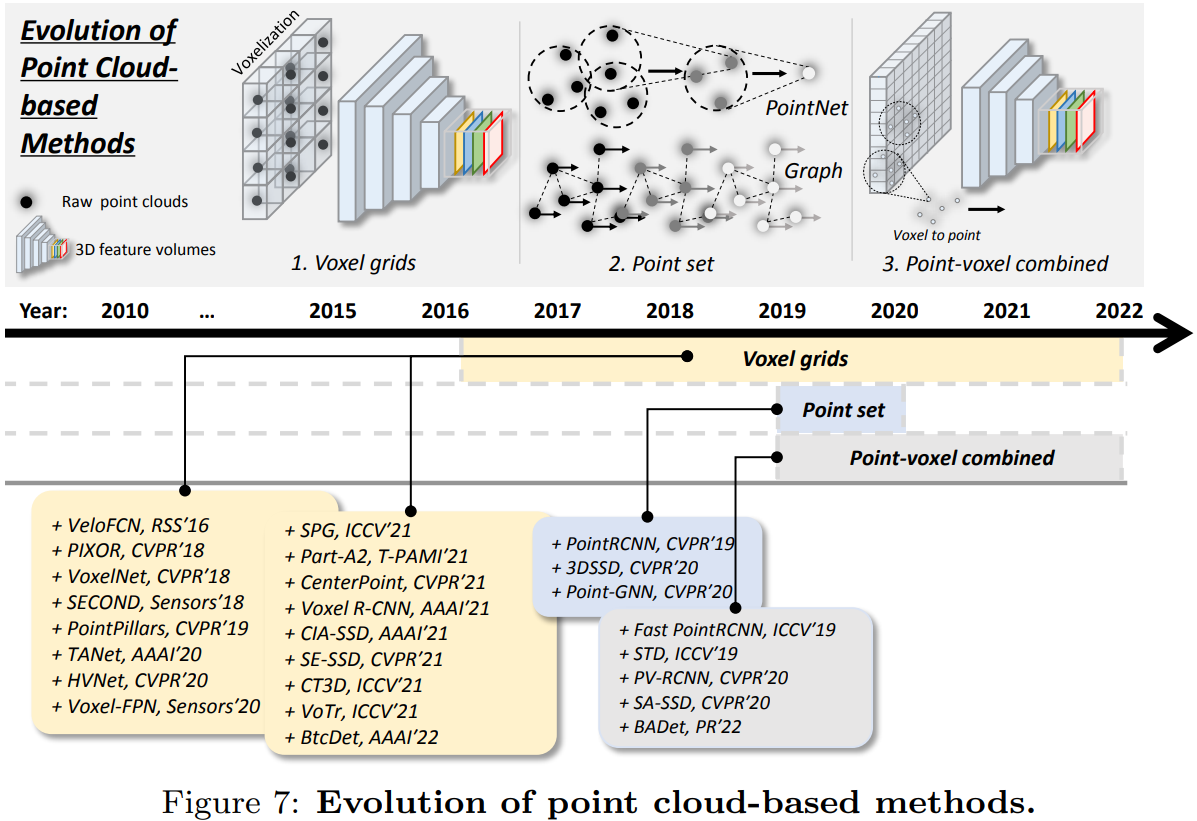 Evolution of
Point Cloud-
based
Methods
Raw point clouds
3D feature volumes
Voxelization
1. Voxel grids
PointNet
Graph
2. Point set
Voxel to point
3. Point-voxel combined
Year: 2010 ... 2015 2016 2017 2018 2019 2020 2021 2022
Voxel grids
Point set
Point-voxel combined
+ VeloFCN, RSS'16
+ PIXOR, CVPR'18
+ VoxelNet, CVPR'18
+ SECOND, Sensors'18
+ PointPillars, CVPR'19
+ TANet, AAAI'20
+ HVNet, CVPR'20
+ Voxel-FPN, Sensors'20
+ SPG, ICCV'21
+ Part-A2, T-PAMI'21
+ CenterPoint, CVPR'21
+ Voxel R-CNN, AAAI'21
+ CIA-SSD, AAAI'21
+ SE-SSD, CVPR'21
+ CT3D, ICCV'21
+ VoTr, ICCV'21
+ BtcDet, AAAI'22
+ PointRCNN, CVPR'19
+ 3DSSD, CVPR'20
+ Point-GNN, CVPR'20
+ Fast PointRCNN, ICCV'19
+ STD, ICCV'19
+ PV-RCNN, CVPR'20
+ SA-SSD, CVPR'20
+ BADet, PR'22
Figure 7: Evolution of point cloud-based methods.